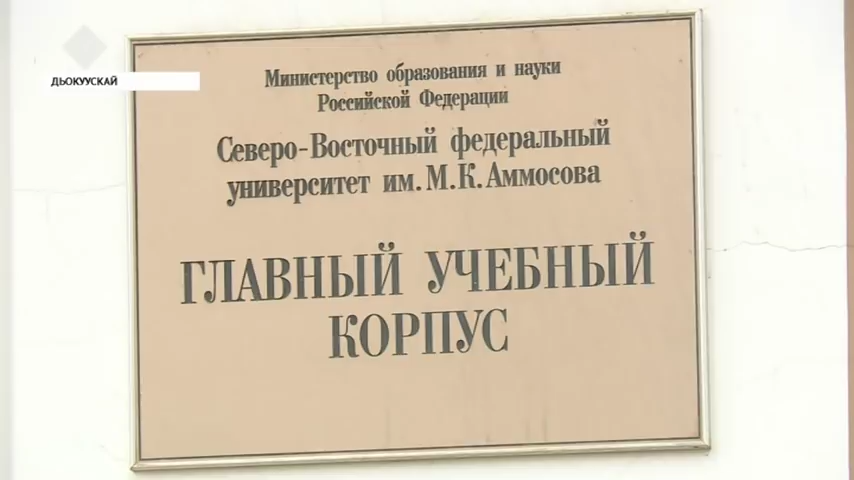 ДЬОКУУСКАЙ
Министерство образования и науки
Российской Федерации
Северо-Восточный федеральный
университет им. М.К. Аммосова
ГЛАВНЫЙ УЧЕБНЫЙ
КОРПУС